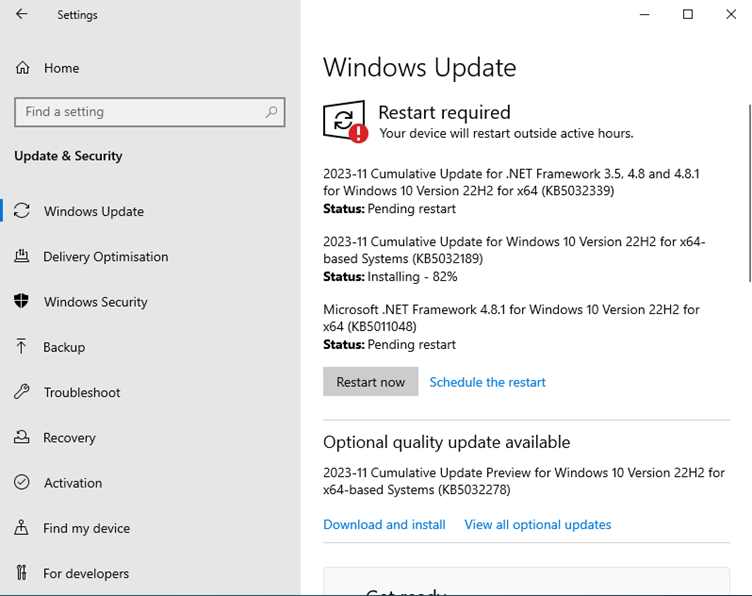 Settings
Home
Find a setting
Update & Security
Windows Update
Delivery Optimisation
Windows Security
Backup
Troubleshoot
Recovery
Activation
Find my device
For developers
Windows Update
Restart required
Your device will restart outside active hours.
2023-11 Cumulative Update for .NET Framework 3.5, 4.8 and 4.8.1
for Windows 10 Version 22H2 for x64 (KB5032339)
Status: Pending restart
2023-11 Cumulative Update for Windows 10 Version 22H2 for x64-
based Systems (KB5032189)
Status: Installing - 82%
Microsoft .NET Framework 4.8.1 for Windows 10 Version 22H2 for
x64 (KB5011048)
Status: Pending restart
Restart now
Schedule the restart
Optional quality update available
2023-11 Cumulative Update Preview for Windows 10 Version 22H2 for
x64-based Systems (KB5032278)
Download and install
View all optional updates
Get ready